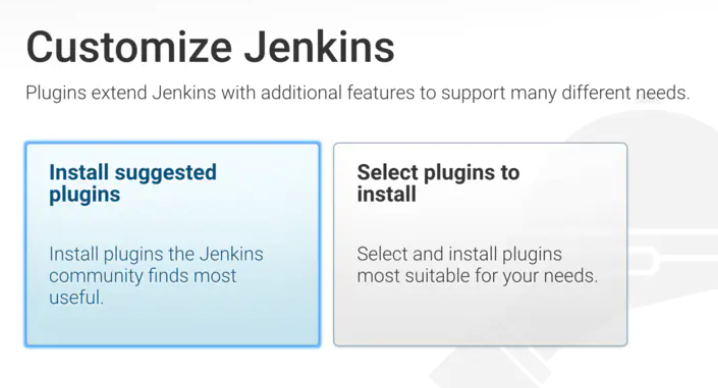 Customize Jenkins
Plugins extend Jenkins with additional features to support many different needs.
Install suggested
plugins
Install plugins the Jenkins
community finds most
useful.
Select plugins to
install
Select and install plugins
most suitable for your needs.